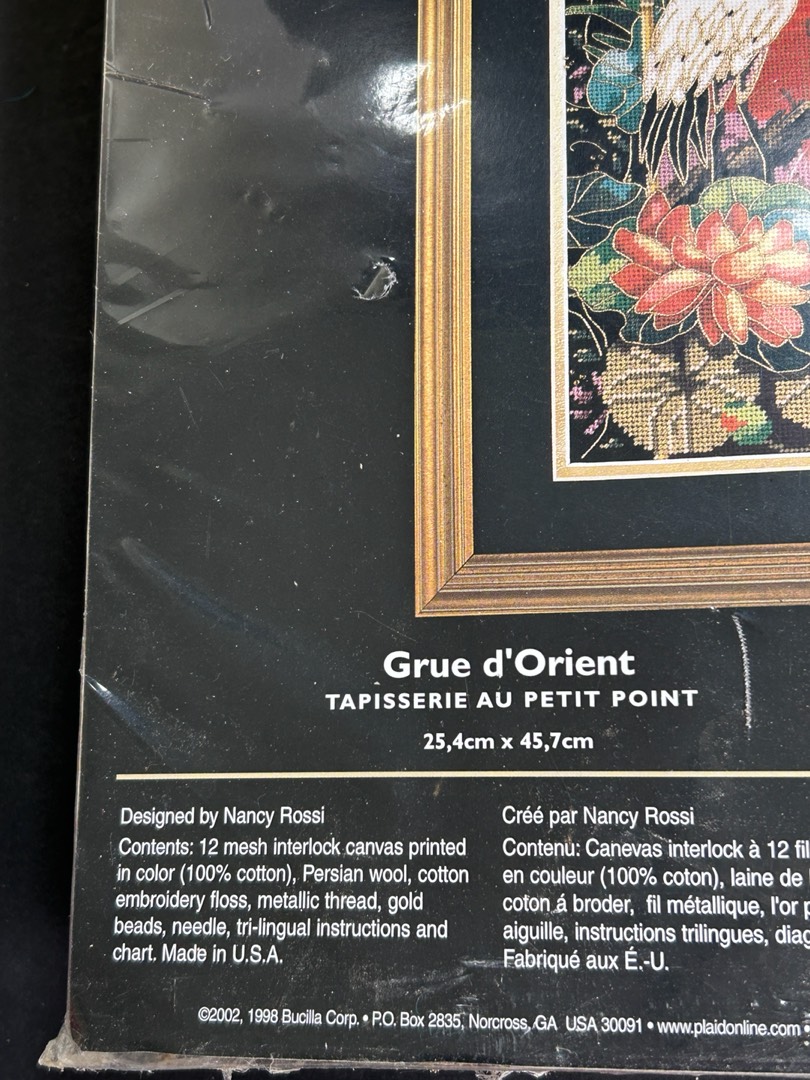 Grue d'Orient
TAPISSERIE AU PETIT POINT
25,4cm x 45,7cm
Designed by Nancy Rossi
Contents: 12 mesh interlock canvas printed
in color (100% cotton), Persian wool, cotton
embroidery floss, metallic thread, gold
beads, needle, tri-lingual instructions and
chart. Made in U.S.A.
Créé par Nancy Rossi
Contenu: Canevas interlock à 12 fil
en couleur (100% coton), laine de
coton á broder, fil métallique, l'or p
aiguille, instructions trilingues, diag
Fabriqué aux É.-U.
©2002, 1998 Bucilla Corp. • P.O. Box 2835, Norcross, GA USA 30091 • www.plaidonline.com •